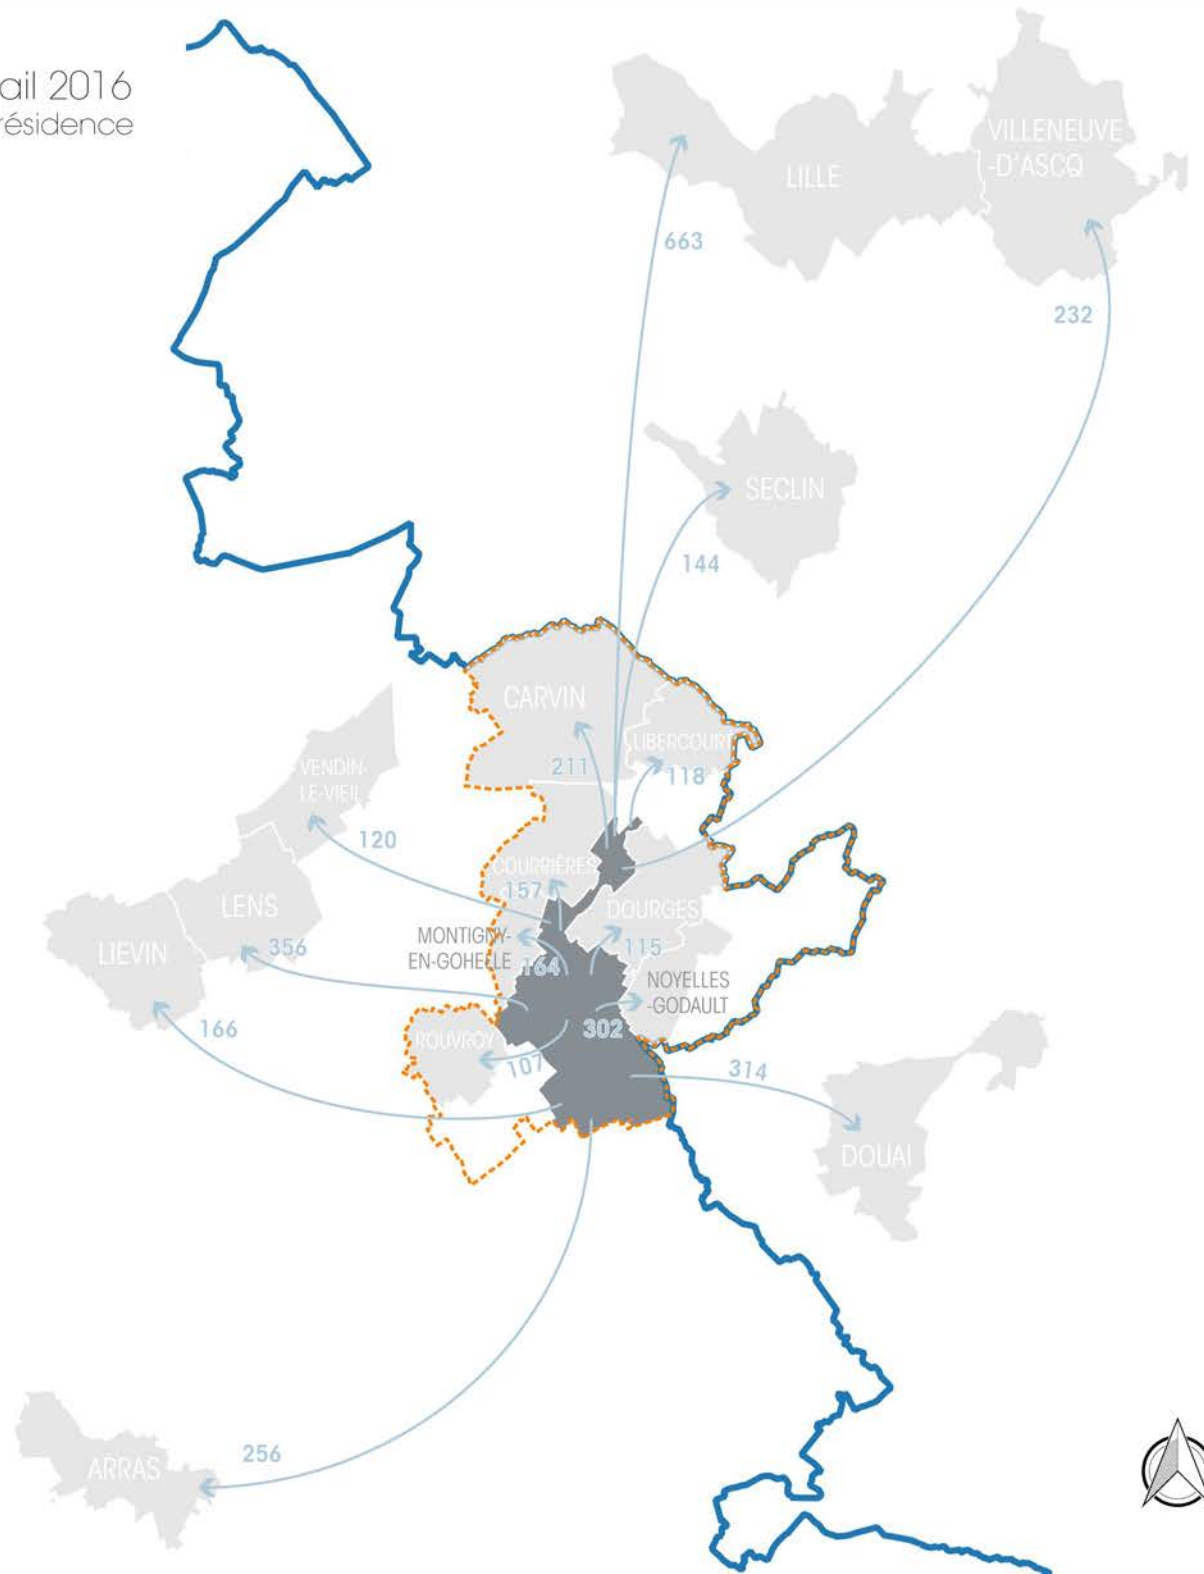 ail 2016
résidence
VILLENEUVE
-D'ASCQ
LILLE
663
232
SECLIN
144
CARVIN
LIBERCOURT
211
118
VENDIN-
LE-VIEIL
120
COURRIÈRES
157
LENS
DOURGES
LIEVIN
MONTIGNY-
EN-GOHELLE
356
164
115
NOYELLES
-GODAULT
166
ROUVROY
302
107
314
DOUAI
256
ARRAS